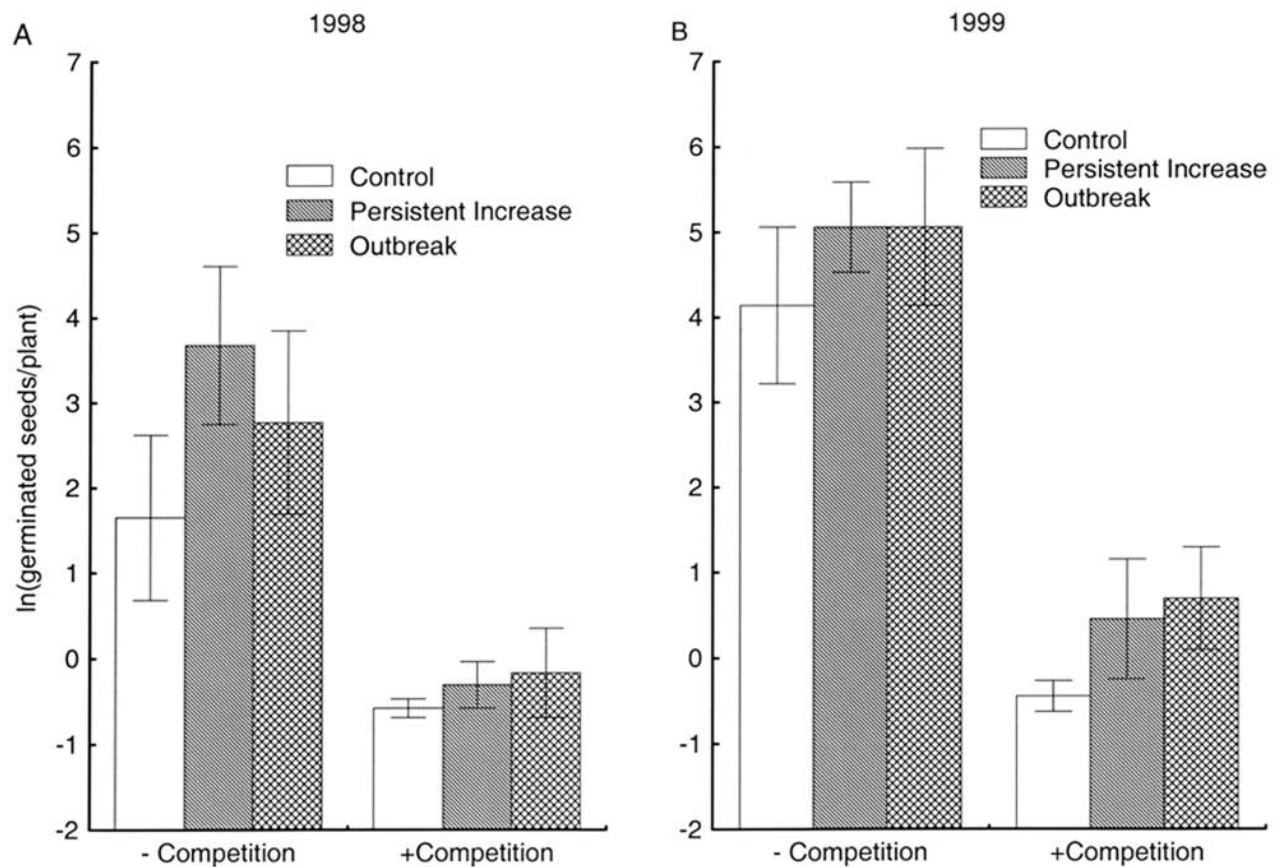 A
1998
7
6
5
4
3
2
1
0
-1
-2
ln(germinated seeds/plant)
Control
Persistent Increase
Outbreak
- Competition
+Competition
B
1999
7
6
5
4
3
2
1
0
-1
-2
Control
Persistent Increase
Outbreak
- Competition
+Competition